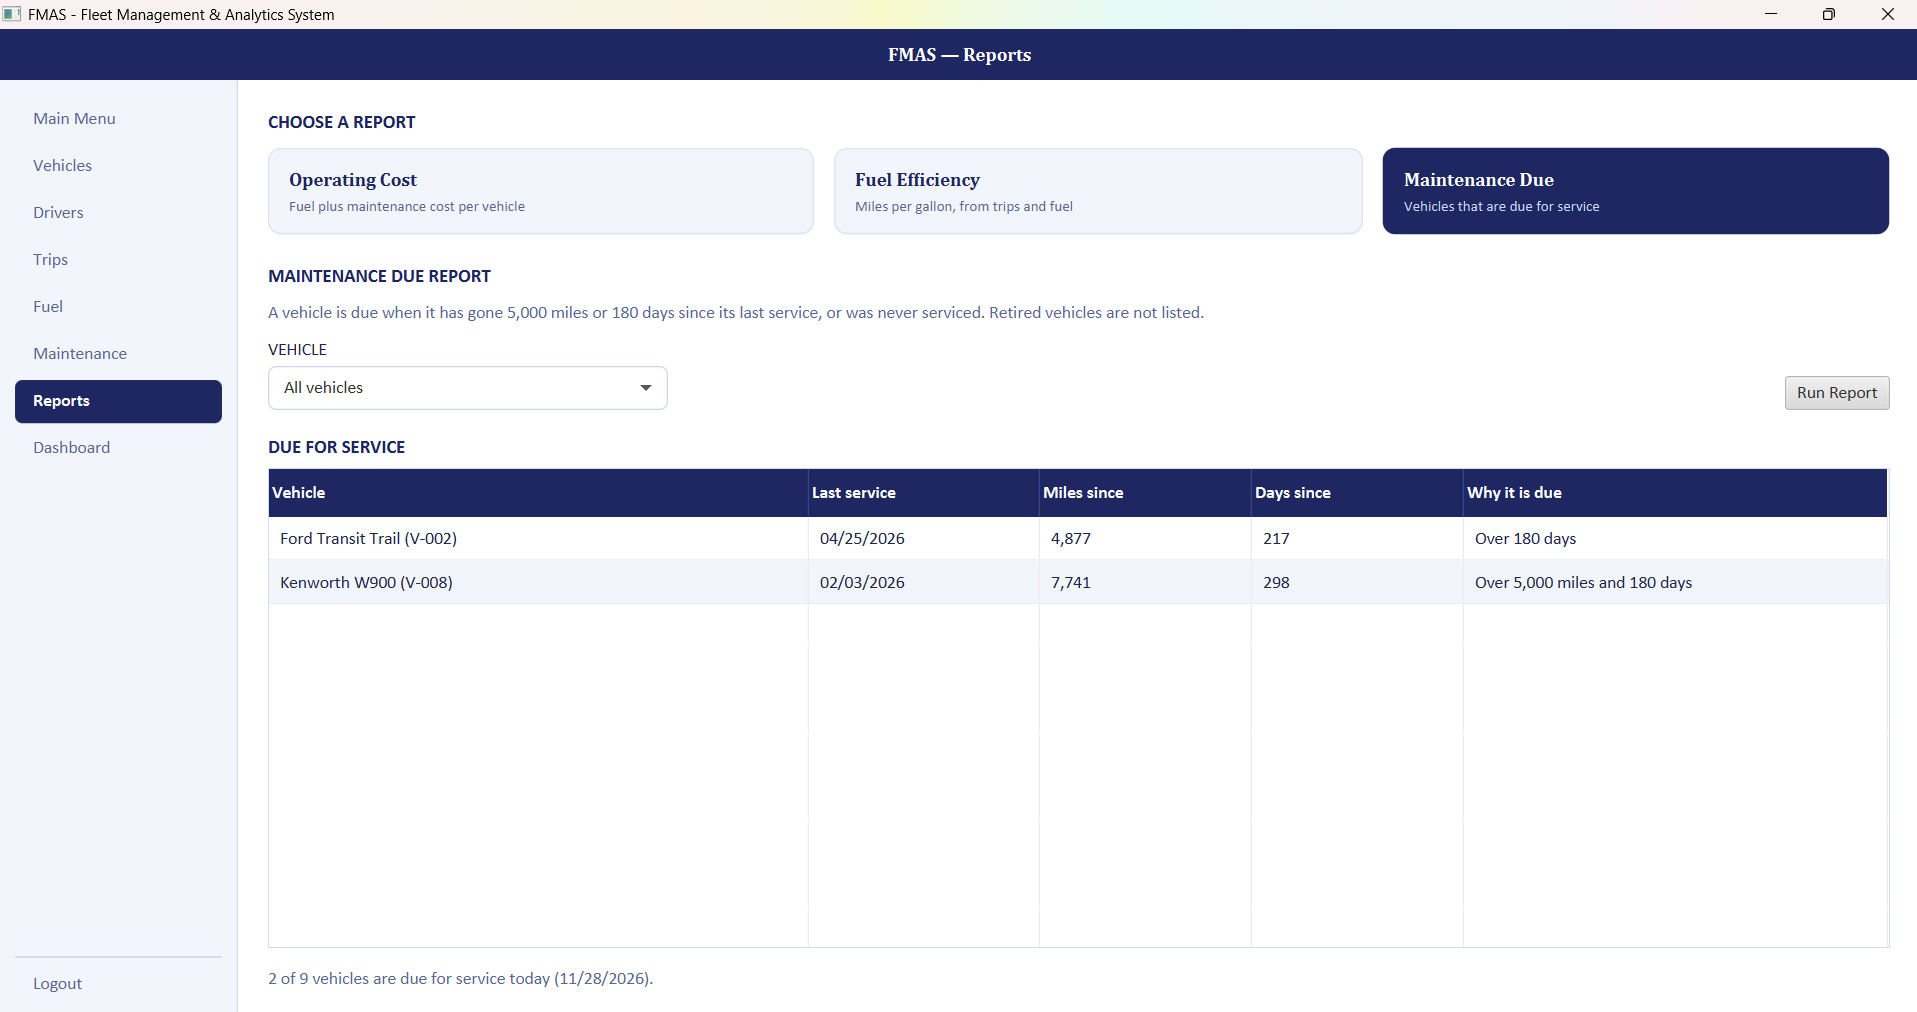 FMAS - Fleet Management & Analytics System
FMAS — Reports
Main Menu
Vehicles
Drivers
Trips
Fuel
Maintenance
Reports
Dashboard
Logout
CHOOSE A REPORT
Operating Cost
Fuel plus maintenance cost per vehicle
Fuel Efficiency
Miles per gallon, from trips and fuel
Maintenance Due
Vehicles that are due for service
MAINTENANCE DUE REPORT
A vehicle is due when it has gone 5,000 miles or 180 days since its last service, or was never serviced. Retired vehicles are not listed.
VEHICLE
All vehicles
Run Report
DUE FOR SERVICE
Vehicle Last service Miles since Days since Why it is due
Ford Transit Trail (V-002) 04/25/2026 4,877 217 Over 180 days
Kenworth W900 (V-008) 02/03/2026 7,741 298 Over 5,000 miles and 180 days
2 of 9 vehicles are due for service today (11/28/2026).